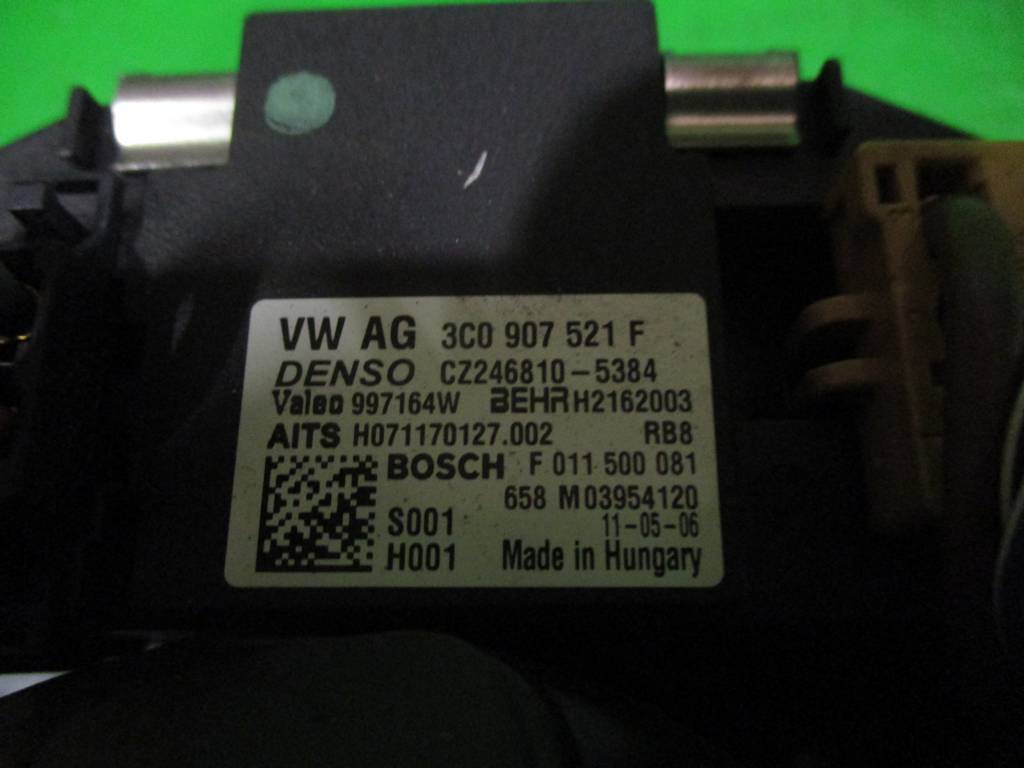 VW AG 3C0 907 521 F
DENSO CZ246810-5384
Valeo 997164W BEHR H2162003
AITS H071170127.002 RB8
BOSCH F 011 500 081
658 M03954120
S001 11-05-06
H001 Made in Hungary